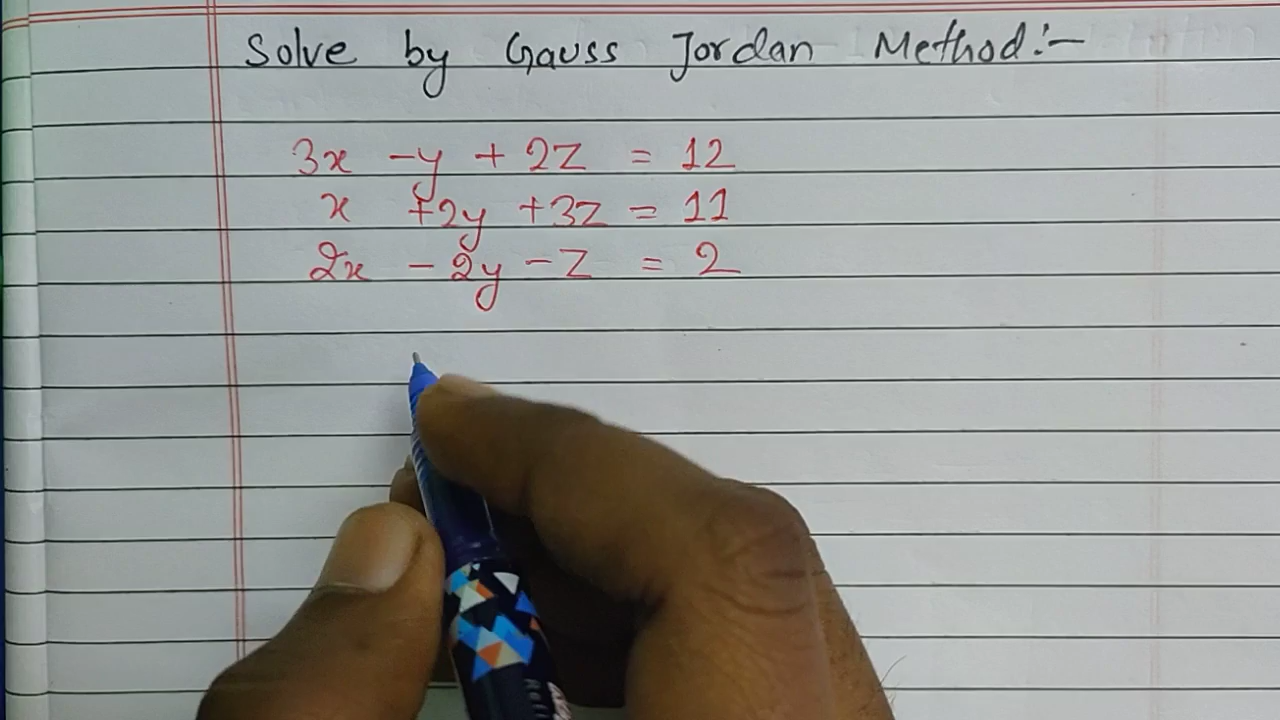 Solve by Gauss Jordan Method:-
3x - y + 2z = 12
x + 2y + 3z = 11
2x - 2y - z = 2